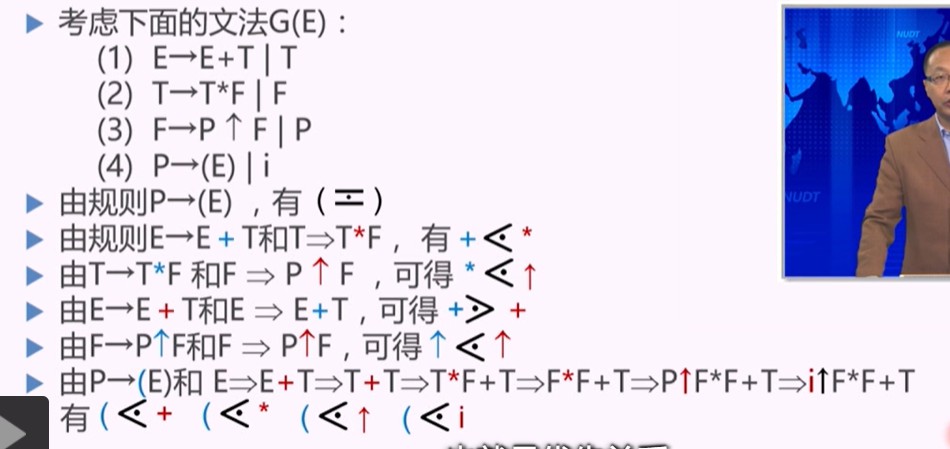 考虑下面的文法G(E)：
(1) E→E+T | T
(2) T→T*F | F
(3) F→P↑F | P
(4) P→(E) | i
由规则P→(E) ，有 ( ≖ )
由规则E→E + T和T⇒T*F ， 有 + ⋖ *
由T→T*F 和F ⇒ P ↑ F ，可得 * ⋖ ↑
由E→E + T和E ⇒ E+T，可得 +⋗ +
由F→P↑F和F ⇒ P↑F，可得↑ ⋖ ↑
由P→(E)和 E⇒E+T⇒T+T⇒T*F+T⇒F*F+T⇒P↑F*F+T⇒i↑F*F+T
有 ( ⋖ + ( ⋖ * ( ⋖ ↑ ( ⋖ i
NUDT
NUDT